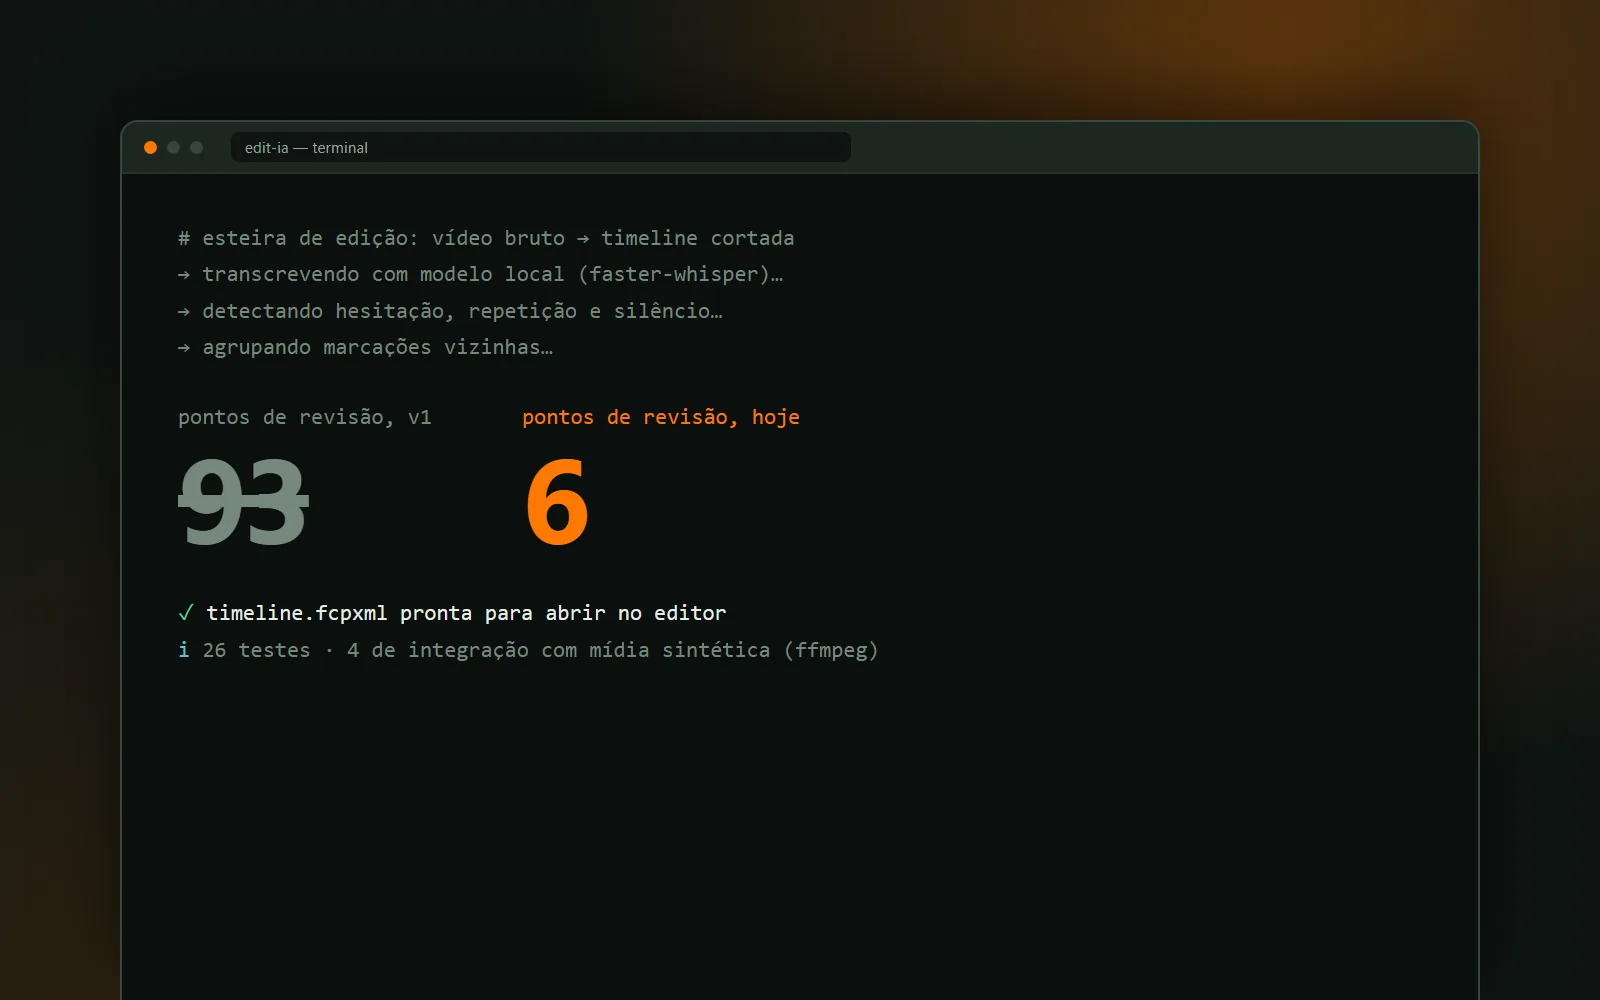 edit-ia — terminal
# esteira de edição: vídeo bruto → timeline cortada
→ transcrevendo com modelo local (faster-whisper)…
→ detectando hesitação, repetição e silêncio…
→ agrupando marcações vizinhas…
pontos de revisão, v1
93
pontos de revisão, hoje
6
✓ timeline.fcpxml pronta para abrir no editor
i 26 testes · 4 de integração com mídia sintética (ffmpeg)